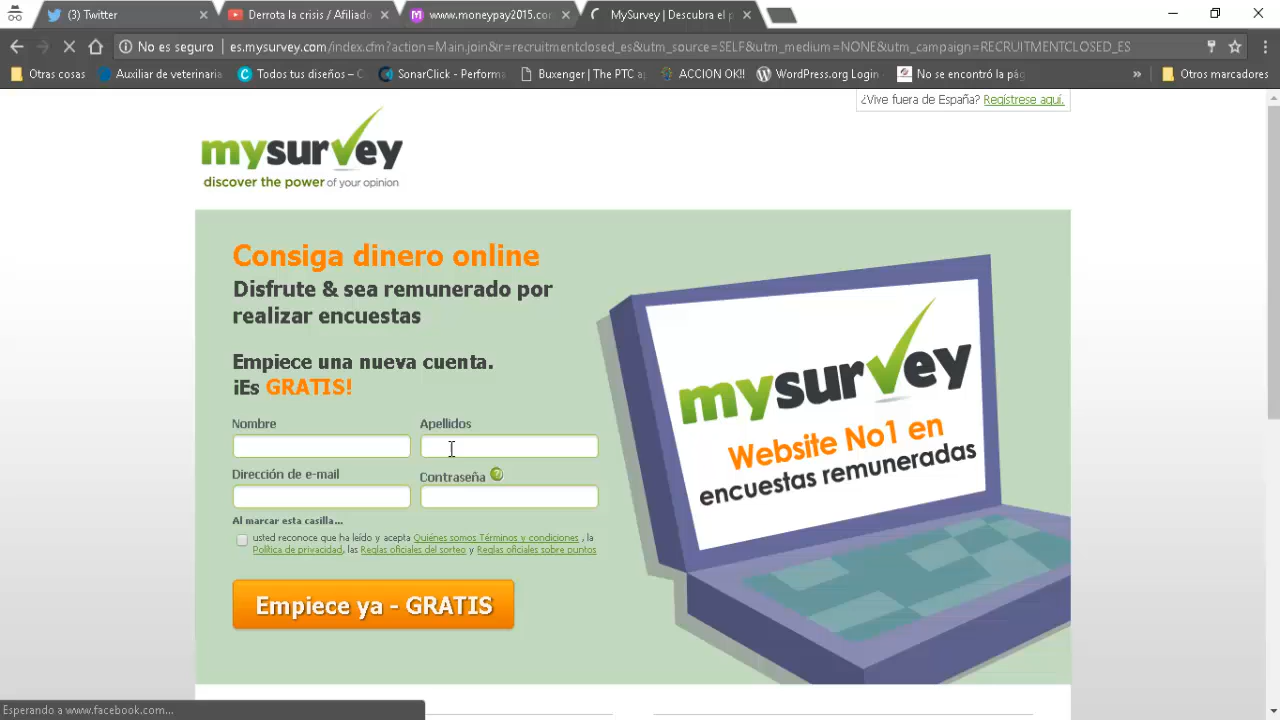 (3) Twitter
Derrota la crisis / Afiliado
www.moneypay2015.com
MySurvey | Descubra el p
No es seguro
es.mysurvey.com/index.cfm?action=Main.join&r=recruitmentclosed_es&utm_source=SELF&utm_medium=NONE&utm_campaign=RECRUITMENTCLOSED_ES
Otras cosas
Auxiliar de veterinaria
Todos tus diseños – C
SonarClick - Performa
Buxenger | The PTC a
ACCION OK!!
WordPress.org Login
No se encontró la pág
»
Otros marcadores
¿Vive fuera de España? Regístrese aquí.
mysurvey
discover the power of your opinion
Consiga dinero online
Disfrute & sea remunerado por
realizar encuestas
Empiece una nueva cuenta.
¡Es GRATIS!
Nombre
Apellidos
Dirección de e-mail
Contraseña ?
Al marcar esta casilla...
usted reconoce que ha leído y acepta Quiénes somos Términos y condiciones , la
Política de privacidad, las Reglas oficiales del sorteo y Reglas oficiales sobre puntos
Empiece ya - GRATIS
mysurvey
Website No1 en
encuestas remuneradas
Esperando a www.facebook.com...